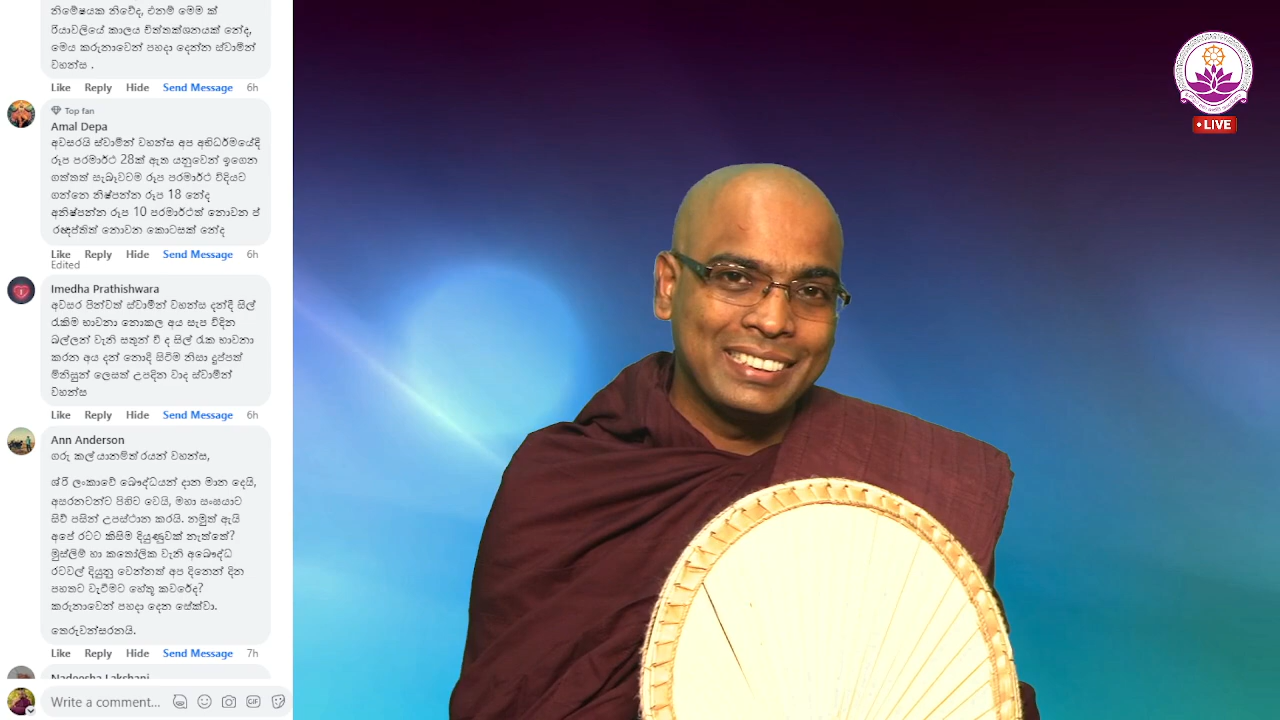 නිමේෂයක නිවේද, එනම් මෙම ක්
රියාවලියේ කාලය චිත්තක්ශනයක් නේද,
මෙය කරුනාවෙන් පහදා දෙන්න ස්වාමීන්
වහන්ස .
Like Reply Hide Send Message 6h
Top fan
Amal Depa
අවසරයි ස්වාමීන් වහන්ස අප අභිධර්මයේදී
රූප පරමාර්ථ 28ක් ඇත යනුවෙන් ඉගෙන
ගත්තත් සැබෑවටම රූප පරමාර්ථ විදියට
ගන්නෙ නිෂ්පන්න රූප 18 නේද
අනිෂ්පන්න රූප 10 පරමාර්ථත් නොවන ප්
රඥප්තිත් නොවන කොටසක් නේද
Like Reply Hide Send Message 6h
Edited
Imedha Prathishwara
අවසර පින්වත් ස්වාමීන් වහන්ස දන්දී සිල්
රැකිම භාවනා නොකල අය සැප විදින
බල්ලන් වැනි සතුන් වී ද සිල් රැක භාවනා
කරන අය දන් නොදි සිටීම නිසා දුප්පත්
මිනිසුන් ලෙසත් උපදින වාද ස්වාමීන්
වහන්ස
Like Reply Hide Send Message 6h
Ann Anderson
ගරු කල් යානමිත් රයන් වහන්ස,
ශ්රී ලංකාවේ බෞද්ධයන් දාන මාන දෙයි,
අසරනවන්ට පිහිට වෙයි, මහා සංඝයාට
සිව් පසින් උපස්ථාන කරයි. නමුත් ඇයි
අපේ රටට කිසිම දියුණුවක් නැත්තේ?
මුස්ලිම් හා කතෝලික වැනි අබෞද්ධ
රටවල් දියුනු වෙන්නත් අප දිනෙන් දින
පහතට වැටීමට හේතු කවරේද?
කරුනාවෙන් පහදා දෙන සේක්වා.
තෙරුවන්සරනයි.
Like Reply Hide Send Message 7h
Nadeesha Lakshani
Write a comment...
GIF
LIVE